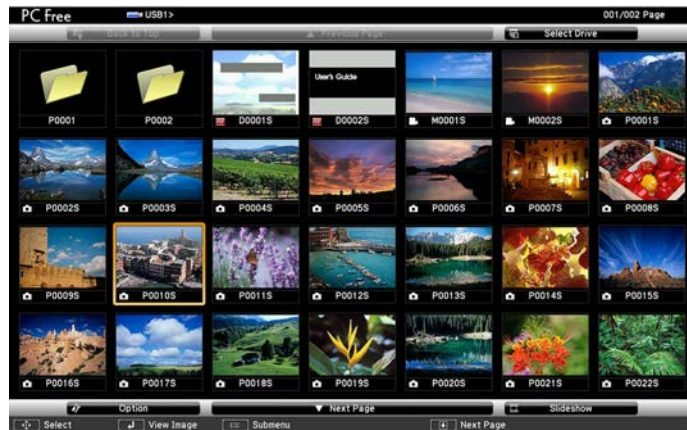 PC Free USB1> 001/002 Page
Back to Top Previous Page Select Drive
User's Guide
P0001 P0002 D0001S D0002S M0001S M0002S P0001S
P0002S P0003S P0004S P0005S P0006S P0007S P0008S
P0009S P0010S P0011S P0012S P0013S P0014S P0015S
P0016S P0017S P0018S P0019S P0020S P0021S P0022S
Option Next Page Slideshow
Select View Image Esc Submenu Next Page